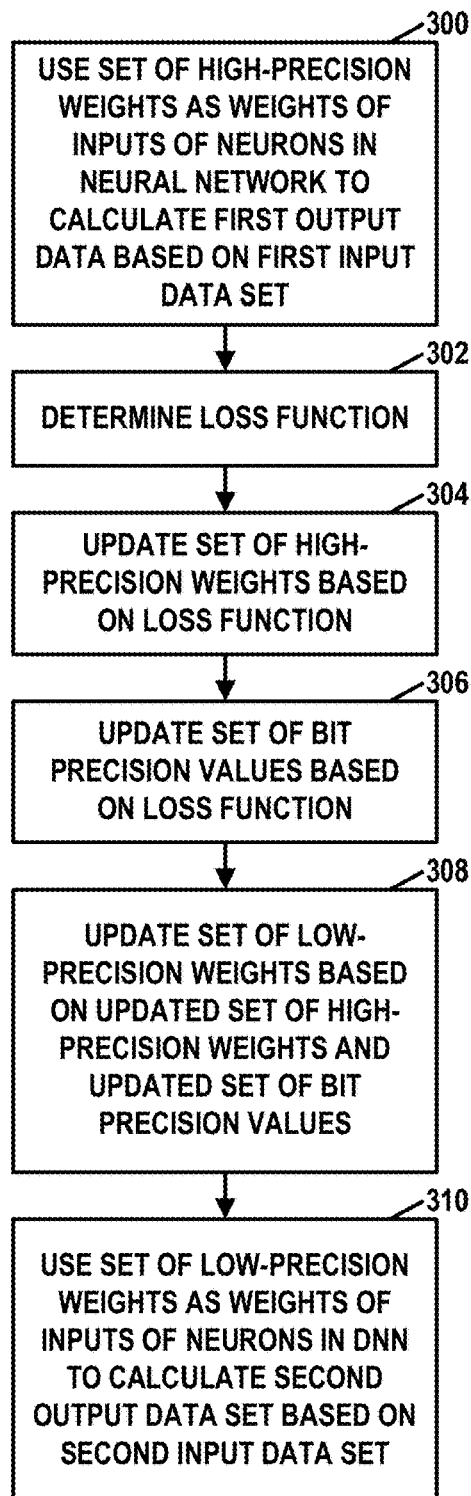 300
USE SET OF HIGH-PRECISION
WEIGHTS AS WEIGHTS OF
INPUTS OF NEURONS IN
NEURAL NETWORK TO
CALCULATE FIRST OUTPUT
DATA BASED ON FIRST INPUT
DATA SET
302
DETERMINE LOSS FUNCTION
304
UPDATE SET OF HIGH-
PRECISION WEIGHTS BASED
ON LOSS FUNCTION
306
UPDATE SET OF BIT
PRECISION VALUES BASED
ON LOSS FUNCTION
308
UPDATE SET OF LOW-
PRECISION WEIGHTS BASED
ON UPDATED SET OF HIGH-
PRECISION WEIGHTS AND
UPDATED SET OF BIT
PRECISION VALUES
310
USE SET OF LOW-PRECISION
WEIGHTS AS WEIGHTS OF
INPUTS OF NEURONS IN DNN
TO CALCULATE SECOND
OUTPUT DATA SET BASED ON
SECOND INPUT DATA SET